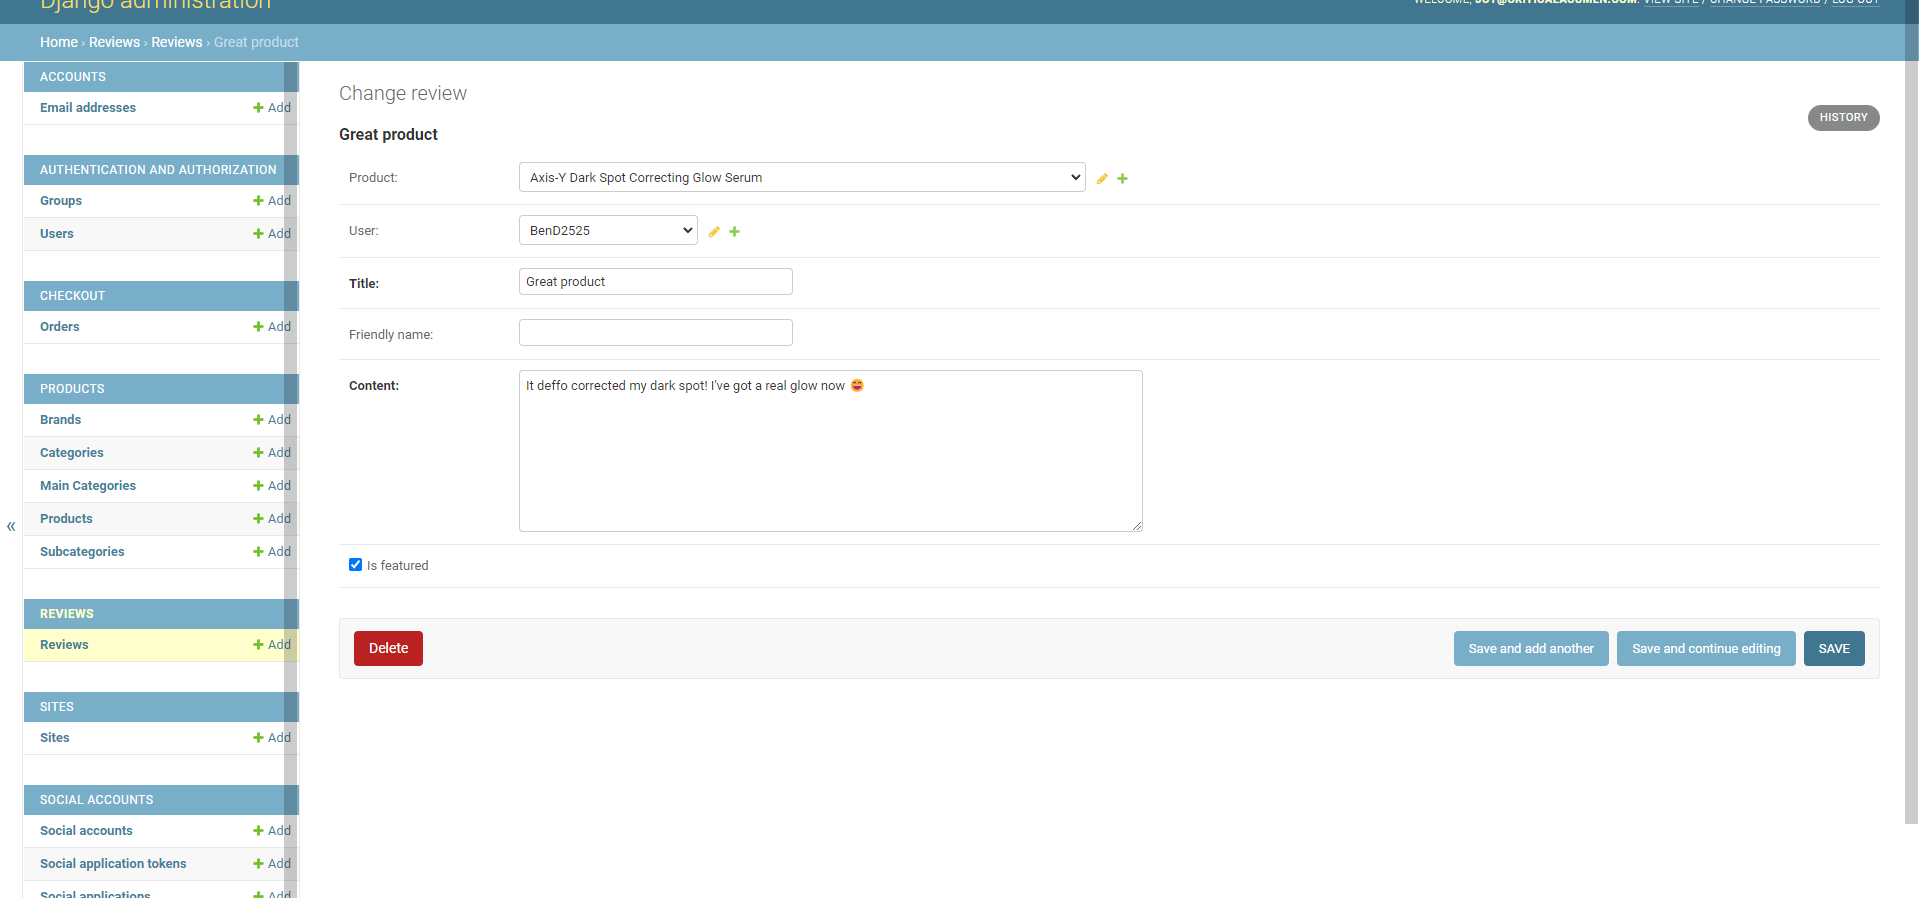 Django administration
WELCOME, VIEW SITE / CHANGE PASSWORD / LOG OUT
Home › Reviews › Reviews › Great product
ACCOUNTS
Email addresses + Add
AUTHENTICATION AND AUTHORIZATION
Groups + Add
Users + Add
CHECKOUT
Orders + Add
PRODUCTS
Brands + Add
Categories + Add
Main Categories + Add
Products + Add
Subcategories + Add
REVIEWS
Reviews + Add
SITES
Sites + Add
SOCIAL ACCOUNTS
Social accounts + Add
Social application tokens + Add
Social applications + Add
«
Change review
HISTORY
Great product
Product: Axis-Y Dark Spot Correcting Glow Serum
User: BenD2525
Title: Great product
Friendly name:
Content: It deffo corrected my dark spot! I've got a real glow now 😄
Is featured
Delete Save and add another Save and continue editing SAVE